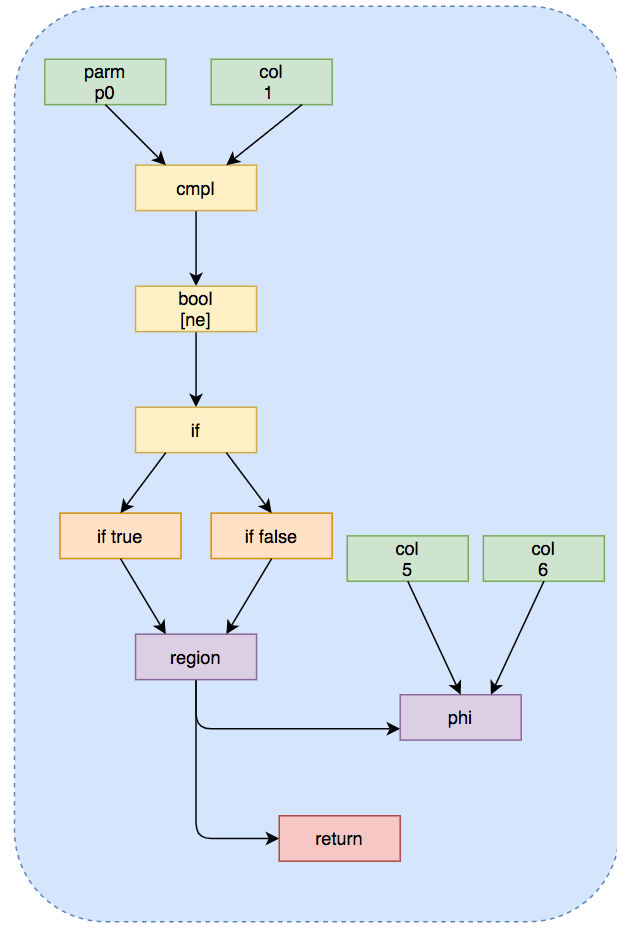 parm
p0
col
1
cmpl
bool
[ne]
if
if true
if false
col
5
col
6
region
phi
return